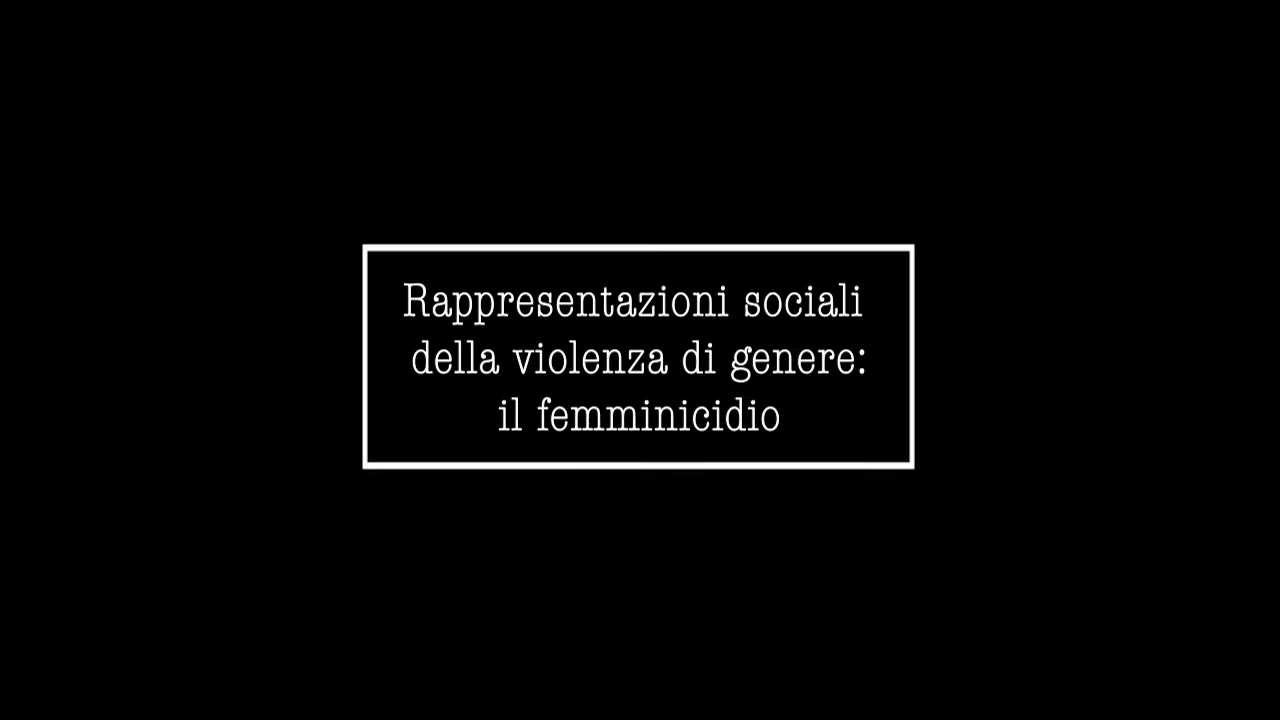 Rappresentazioni sociali
della violenza di genere:
il femminicidio